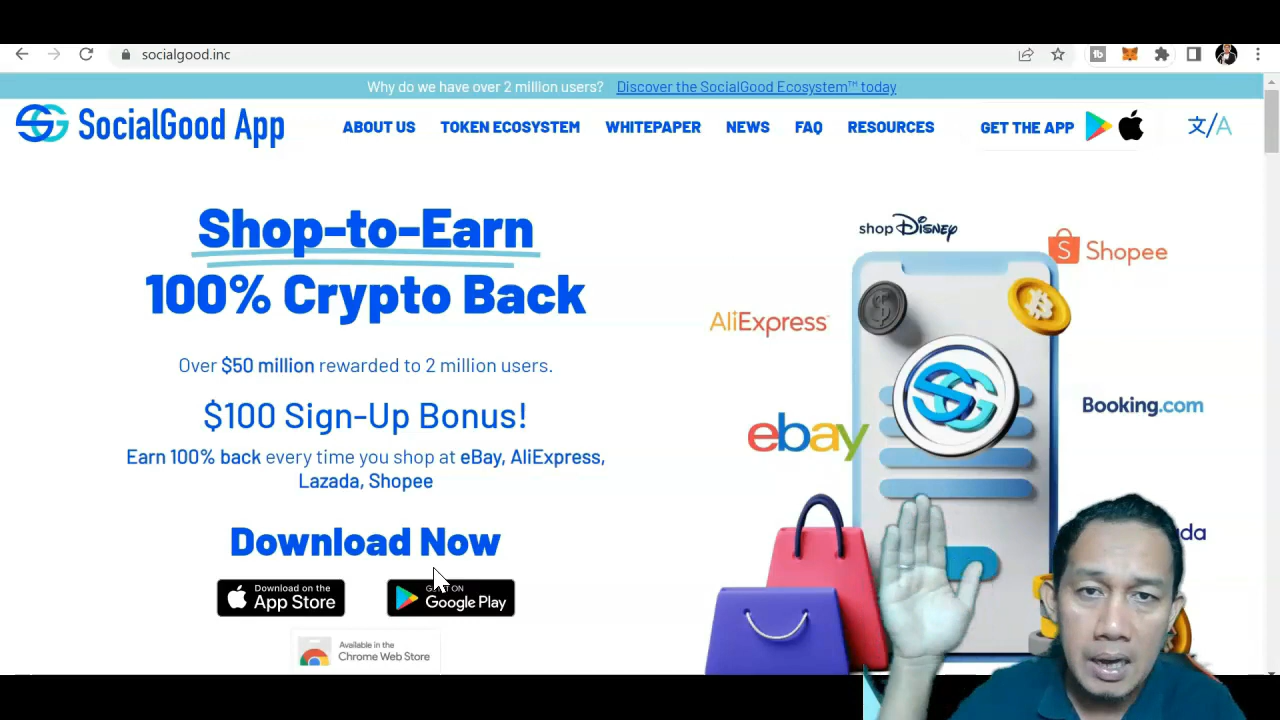 socialgood.inc
Why do we have over 2 million users? Discover the SocialGood Ecosystem™ today
SocialGood App
ABOUT US TOKEN ECOSYSTEM WHITEPAPER NEWS FAQ RESOURCES GET THE APP 文/A
Shop-to-Earn
100% Crypto Back
Over $50 million rewarded to 2 million users.
$100 Sign-Up Bonus!
Earn 100% back every time you shop at eBay, AliExpress,
Lazada, Shopee
Download Now
Download on the
App Store
Google Play
Available in the
Chrome Web Store
shop Disney
Shopee
AliExpress
Booking.com
ebay